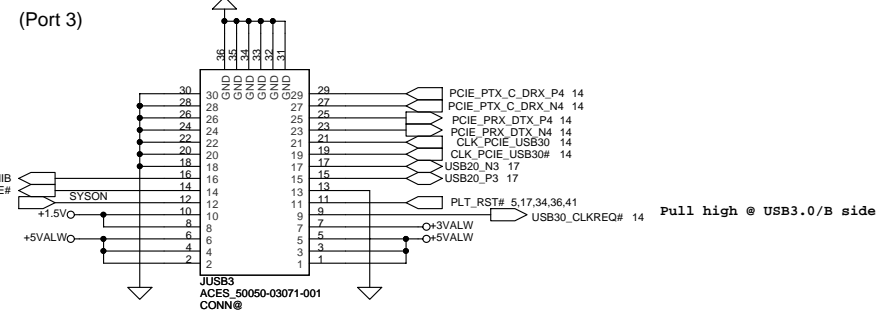 (Port 3)
36 35 34 33 32 31
GND GND GND GND GND GND
30 30 29 29 PCIE_PTX_C_DRX_P4 14
28 28 27 27 PCIE_PTX_C_DRX_N4 14
26 26 25 25 PCIE_PRX_DTX_P4 14
24 24 23 23 PCIE_PRX_DTX_N4 14
22 22 21 21 CLK_PCIE_USB30 14
20 20 19 19 CLK_PCIE_USB30# 14
18 18 17 17 USB20_N3 17
IIB 16 16 15 15 USB20_P3 17
E# 14 14 13 13
SYSON 12 12 11 11 PLT_RST# 5,17,34,36,41
+1.5V 10 10 9 9 USB30_CLKREQ# 14 Pull high @ USB3.0/B side
8 8 7 7 +3VALW
+5VALW 6 6 5 5 +5VALW
4 4 3 3
2 2 1 1
JUSB3
ACES_50050-03071-001
CONN@